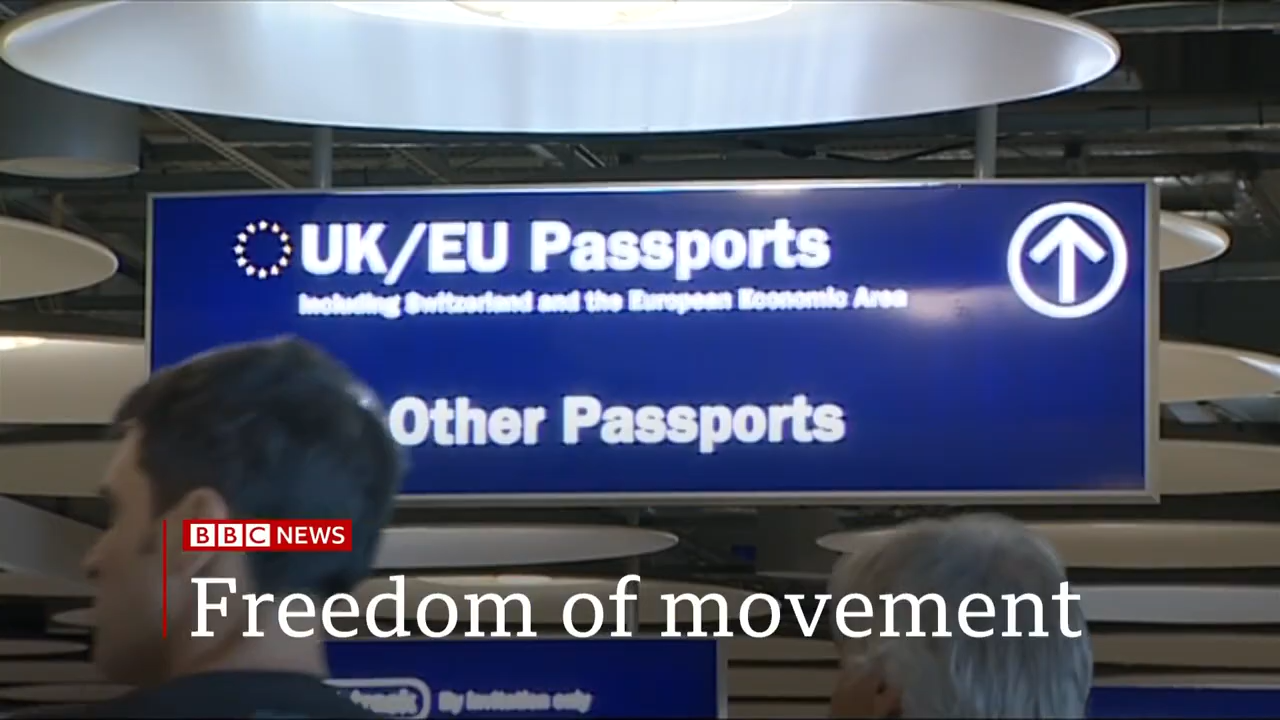 UK/EU Passports
Including Switzerland and the European Economic Area
Other Passports
BBC NEWS
Freedom of movement
By invitation only